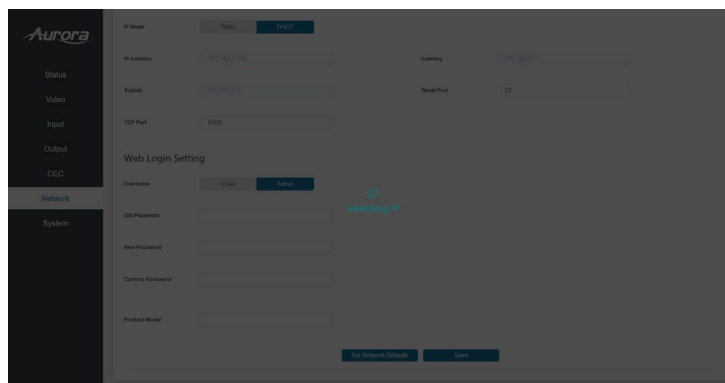 Aurora
Status
Video
Input
Output
CEC
Network
System
IP Mode Static DHCP
IP Address Gateway
Subnet Telnet Port 23
TCP Port 8000
Web Login Setting
Username User Admin
Old Password
New Password
Confirm Password
Product Model
Set Network Defaults Save
Searching IP